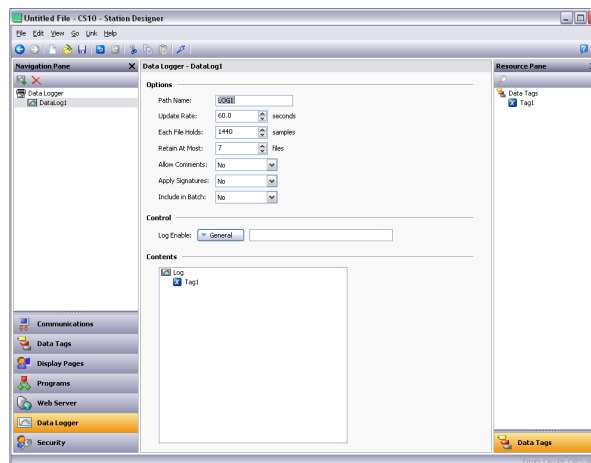 Untitled File - CS10 - Station Designer
File Edit View Go Link Help
Navigation Pane
Data Logger
DataLog1
Communications
Data Tags
Display Pages
Programs
Web Server
Data Logger
Security
Data Logger - DataLog1
Options
Path Name: LOG1
Update Rate: 60.0 seconds
Each File Holds: 1440 samples
Retain At Most: 7 files
Allow Comments: No
Apply Signatures: No
Include in Batch: No
Control
Log Enable: General
Contents
Log
Tag1
Resource Pane
Data Tags
Tag1
Data Tags